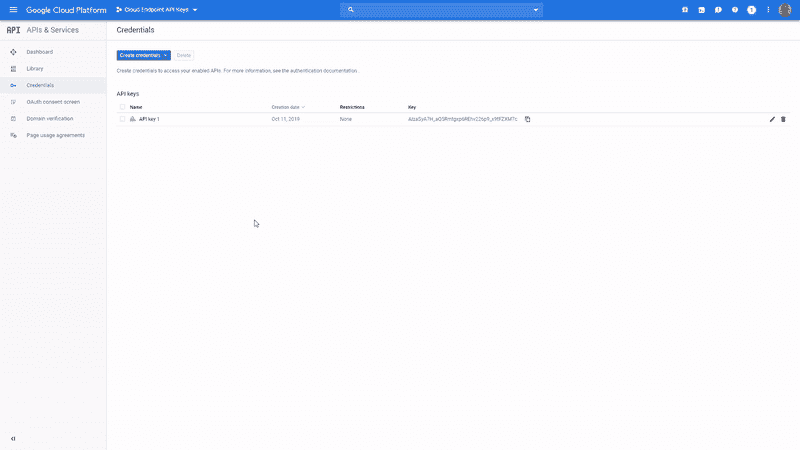 Google Cloud Platform
Cloud Endpoint API Keys
1
API APIs & Services
Credentials
Dashboard
Library
Credentials
OAuth consent screen
Domain verification
Page usage agreements
Create credentials
Delete
Create credentials to access your enabled APIs. For more information, see the authentication documentation.
API keys
Name Creation date Restrictions Key
API key 1 Oct 11, 2019 None